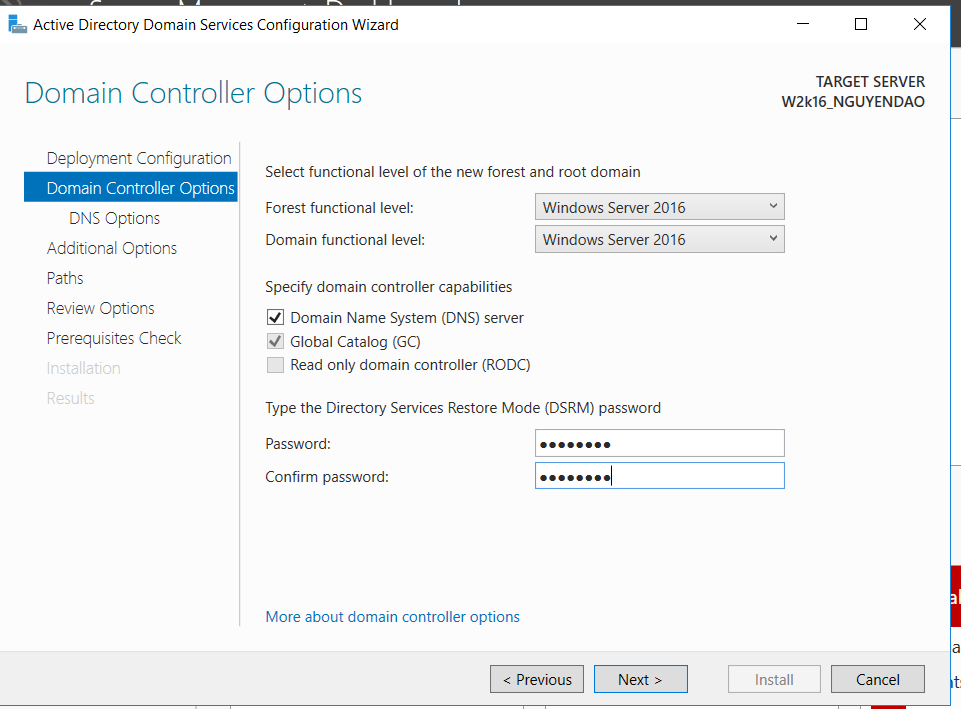 Active Directory Domain Services Configuration Wizard
Domain Controller Options
TARGET SERVER
W2k16_NGUYENDAO
Deployment Configuration
Domain Controller Options
DNS Options
Additional Options
Paths
Review Options
Prerequisites Check
Installation
Results
Select functional level of the new forest and root domain
Forest functional level: Windows Server 2016
Domain functional level: Windows Server 2016
Specify domain controller capabilities
Domain Name System (DNS) server
Global Catalog (GC)
Read only domain controller (RODC)
Type the Directory Services Restore Mode (DSRM) password
Password: ●●●●●●●●
Confirm password: ●●●●●●●●
More about domain controller options
< Previous Next > Install Cancel